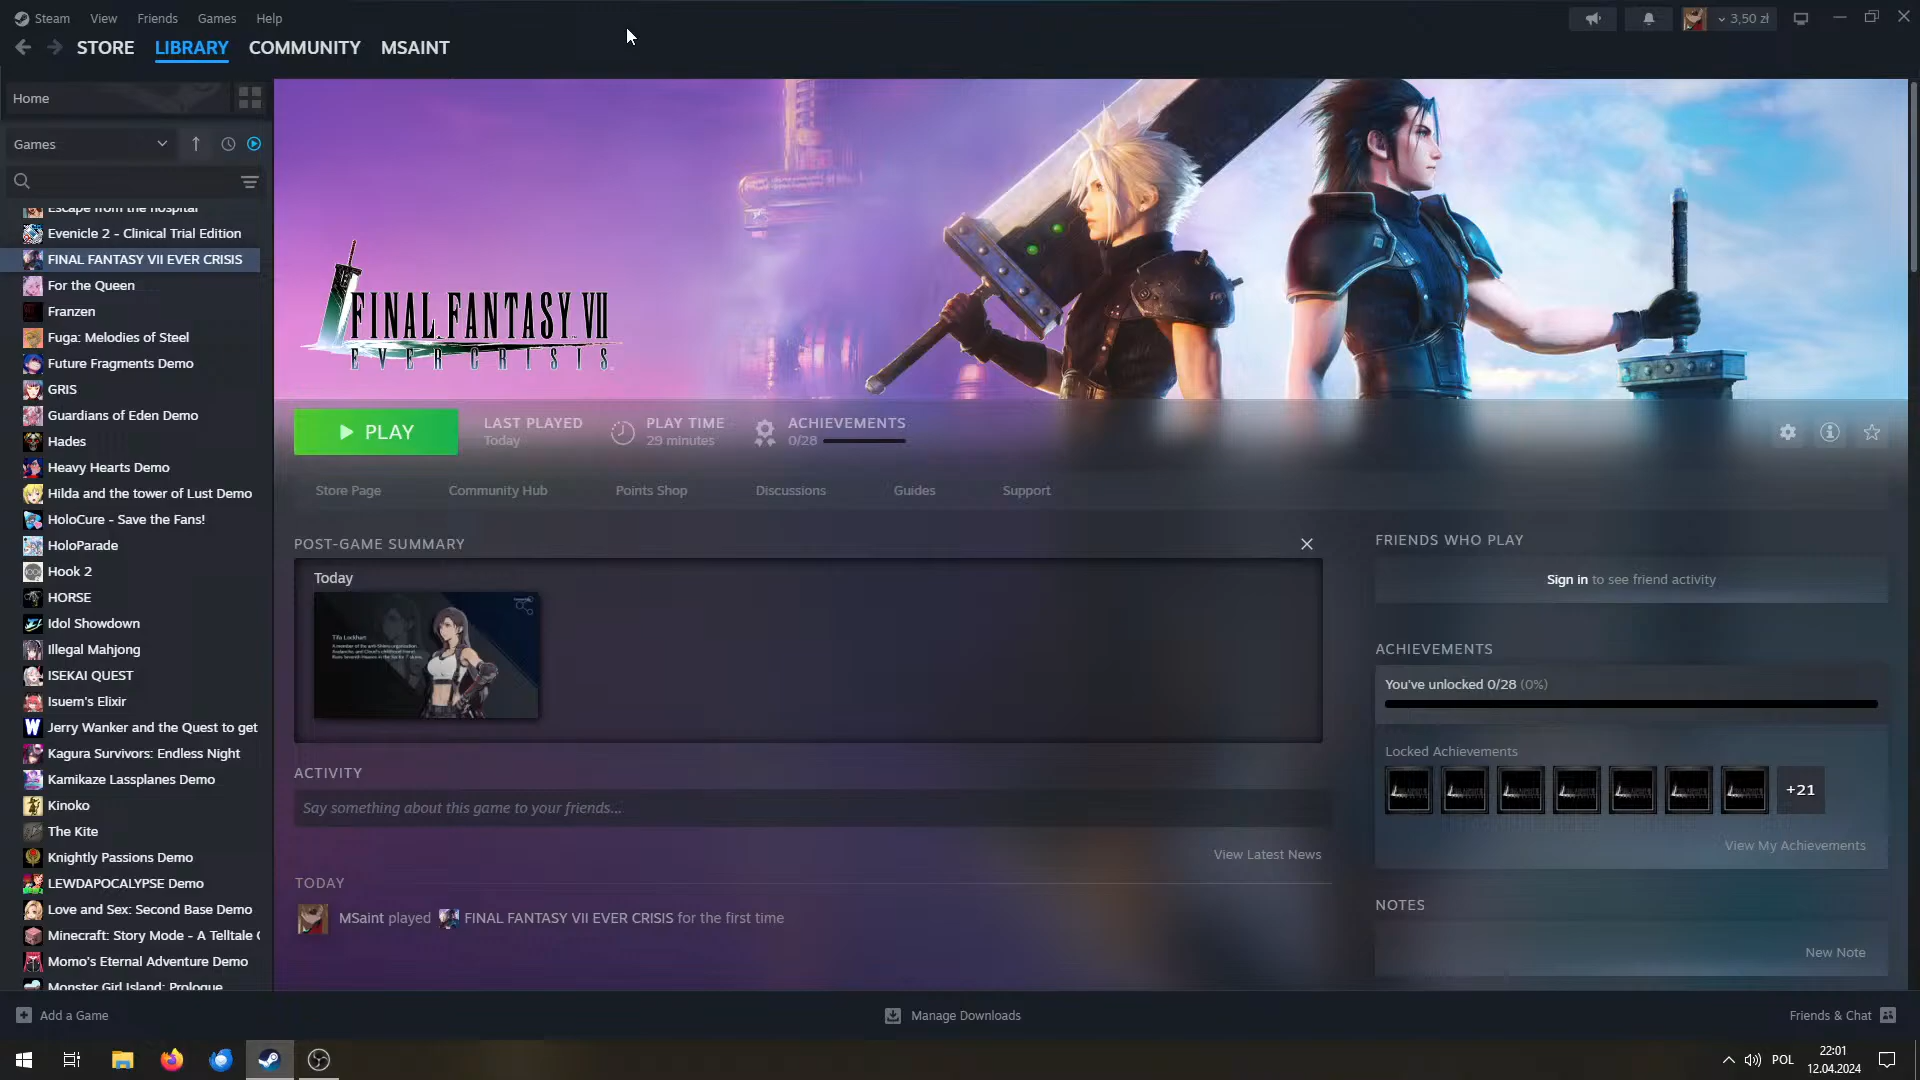 Steam View Friends Games Help
3,50 zł
STORE LIBRARY COMMUNITY MSAINT
Home
Games
Escape from the hospital
Evenicle 2 - Clinical Trial Edition
FINAL FANTASY VII EVER CRISIS
For the Queen
Franzen
Fuga: Melodies of Steel
Future Fragments Demo
GRIS
Guardians of Eden Demo
Hades
Heavy Hearts Demo
Hilda and the tower of Lust Demo
HoloCure - Save the Fans!
HoloParade
Hook 2
HORSE
Idol Showdown
Illegal Mahjong
ISEKAI QUEST
Isuem's Elixir
Jerry Wanker and the Quest to get
Kagura Survivors: Endless Night
Kamikaze Lassplanes Demo
Kinoko
The Kite
Knightly Passions Demo
LEWDAPOCALYPSE Demo
Love and Sex: Second Base Demo
Minecraft: Story Mode - A Telltale
Momo's Eternal Adventure Demo
Monster Girl Island: Prologue
FINAL FANTASY VII
EVER CRISIS
PLAY
LAST PLAYED
Today
PLAY TIME
29 minutes
ACHIEVEMENTS
0/28
Store Page Community Hub Points Shop Discussions Guides Support
POST-GAME SUMMARY
Today
Tifa Lockhart
ACTIVITY
Say something about this game to your friends...
View Latest News
TODAY
MSaint played FINAL FANTASY VII EVER CRISIS for the first time
FRIENDS WHO PLAY
Sign in to see friend activity
ACHIEVEMENTS
You've unlocked 0/28 (0%)
Locked Achievements
+21
View My Achievements
NOTES
New Note
Add a Game
Manage Downloads
Friends & Chat
POL
22:01
12.04.2024